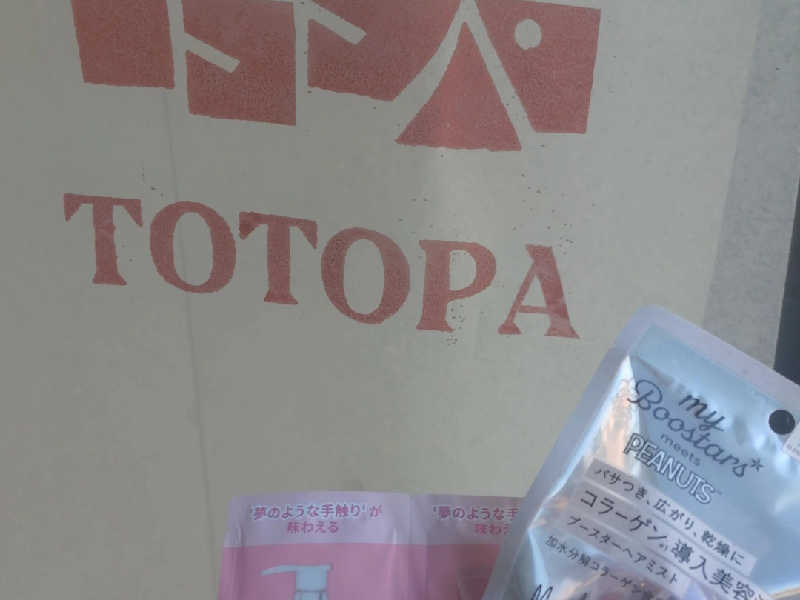 TOTOPA
my
Boostars
meets
PEANUTS
パサつき、広がり、乾燥に
コラーゲン導入美容
ブースターヘアミスト
加水分解コラーゲン
'夢のような手触り'が
味わえる
'夢のような手
味わ